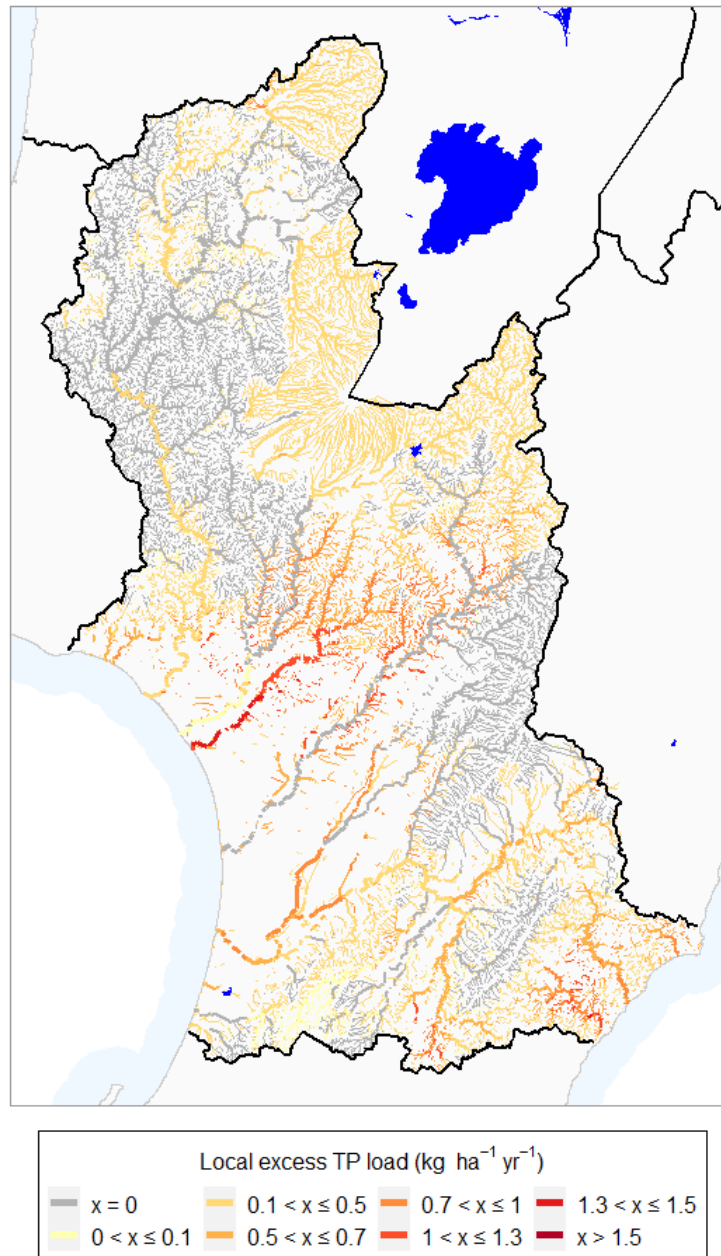 Local excess TP load (kg ha⁻¹ yr⁻¹)
x = 0
0.1 < x ≤ 0.5
0.7 < x ≤ 1
1.3 < x ≤ 1.5
0 < x ≤ 0.1
0.5 < x ≤ 0.7
1 < x ≤ 1.3
x > 1.5